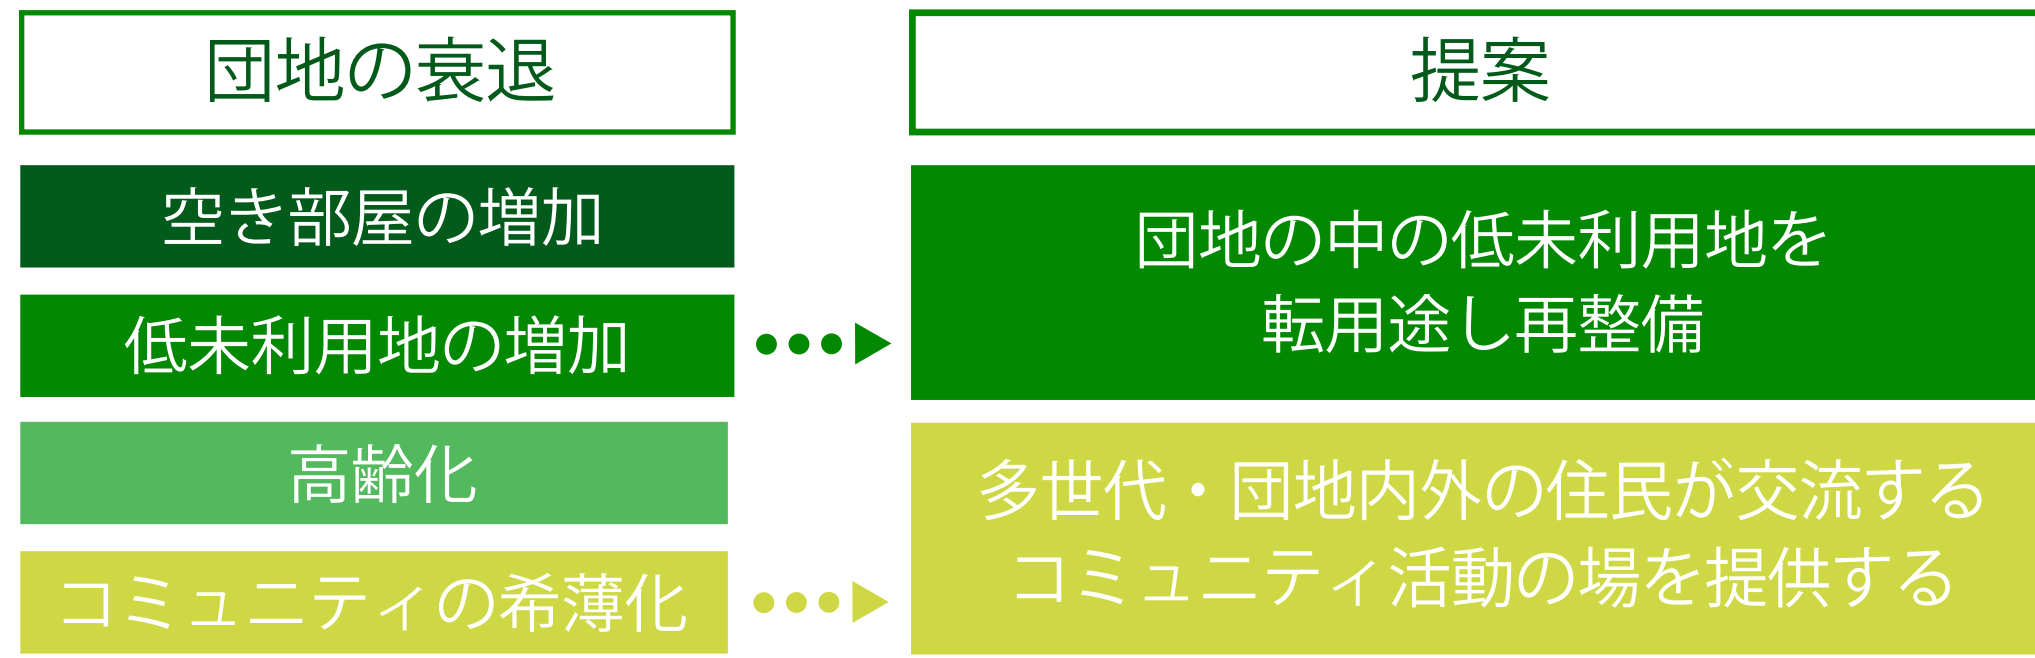 団地の衰退
提案
空き部屋の増加
低未利用地の増加
高齢化
コミュニティの希薄化
団地の中の低未利用地を
転用途し再整備
多世代・団地内外の住民が交流する
コミュニティ活動の場を提供する